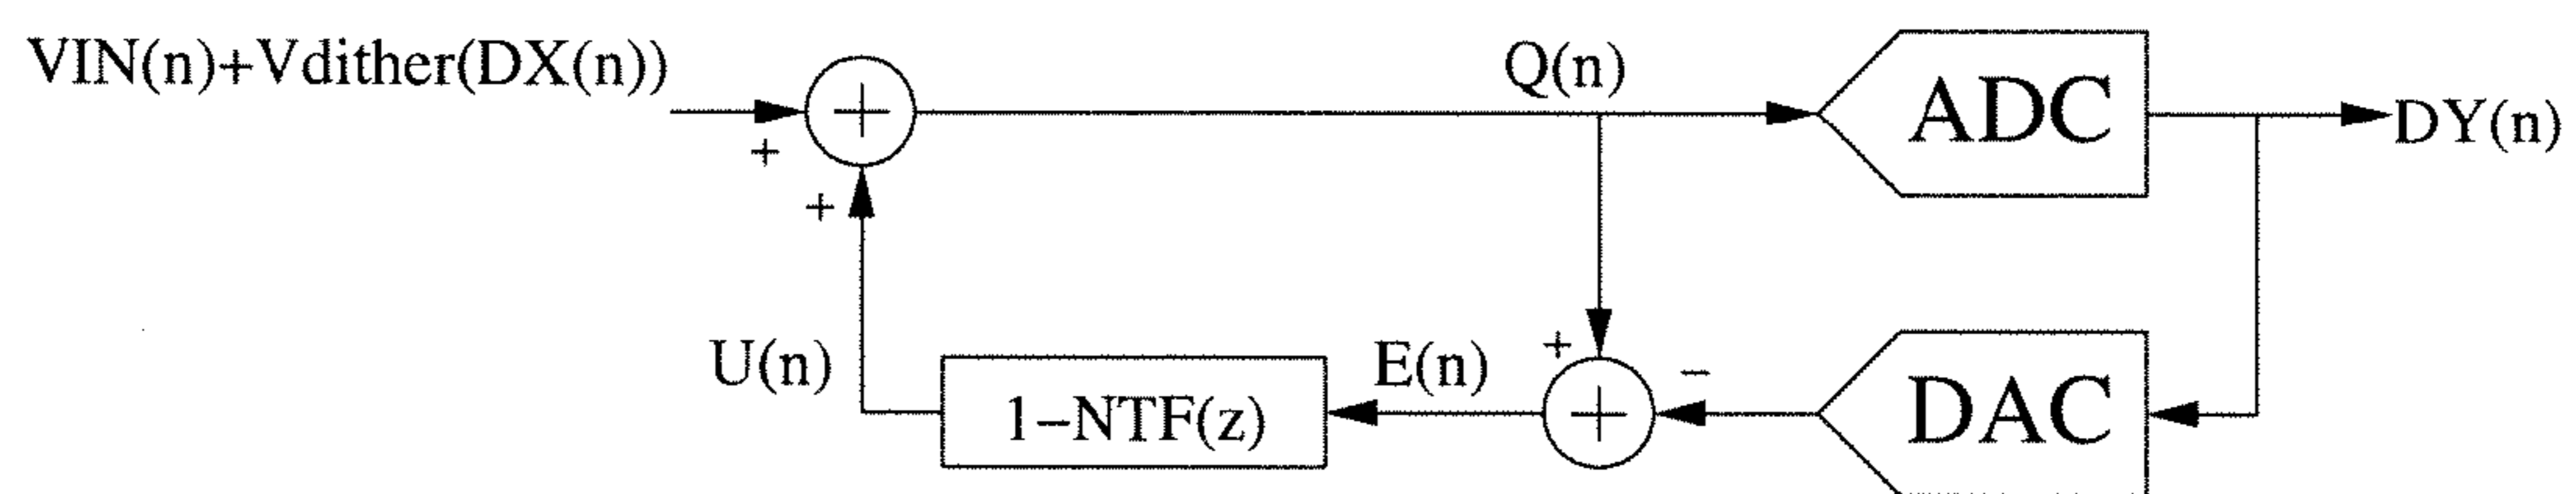 VIN(n)+Vdither(DX(n))
Q(n)
ADC
DY(n)
+
+
+
+
−
U(n)
E(n)
+
1−NTF(z)
+
DAC